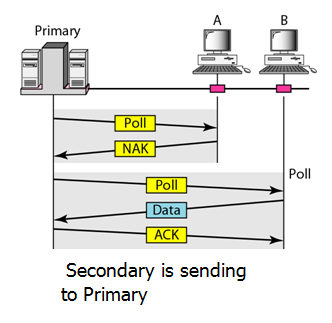 A B
Primary
Poll
NAK
Poll
Poll
Data
ACK
Secondary is sending
to Primary